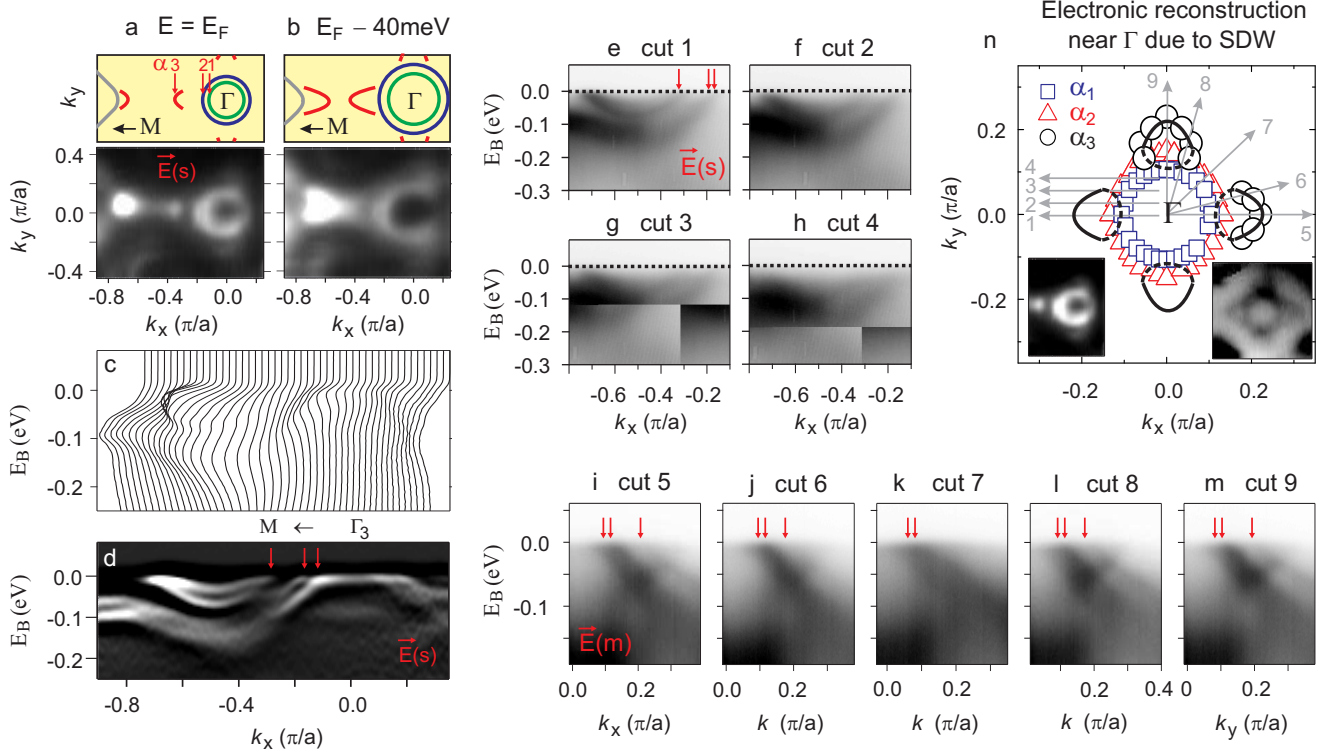 a E = E_F
b E_F − 40meV
k_y
α 3 2 1
Γ
M
Γ
M
E(s)
k_y (π/a)
0.4
0.0
-0.4
-0.8 -0.4 0.0
-0.8 -0.4 0.0
k_x (π/a)
k_x (π/a)
c
E_B (eV)
0.0
-0.1
-0.2
M ← Γ_3
d
E_B (eV)
0.0
-0.1
-0.2
E(s)
-0.8 -0.4 0.0
k_x (π/a)
e cut 1
f cut 2
E_B (eV)
0.0
-0.1
-0.2
-0.3
E(s)
g cut 3
h cut 4
E_B (eV)
0.0
-0.1
-0.2
-0.3
-0.6 -0.4 -0.2
-0.6 -0.4 -0.2
k_x (π/a)
k_x (π/a)
i cut 5
j cut 6
k cut 7
l cut 8
m cut 9
E_B (eV)
0.0
-0.1
E(m)
0.0 0.2
0.0 0.2
0.0 0.2
0.2 0.4
0 0.2
k_x (π/a)
k (π/a)
k (π/a)
k (π/a)
k_y (π/a)
Electronic reconstruction
near Γ due to SDW
n
α_1
α_2
α_3
9
8
7
6
5
4
3
2
1
Γ
k_y (π/a)
0.2
0.0
-0.2
-0.2 0.0 0.2
k_x (π/a)